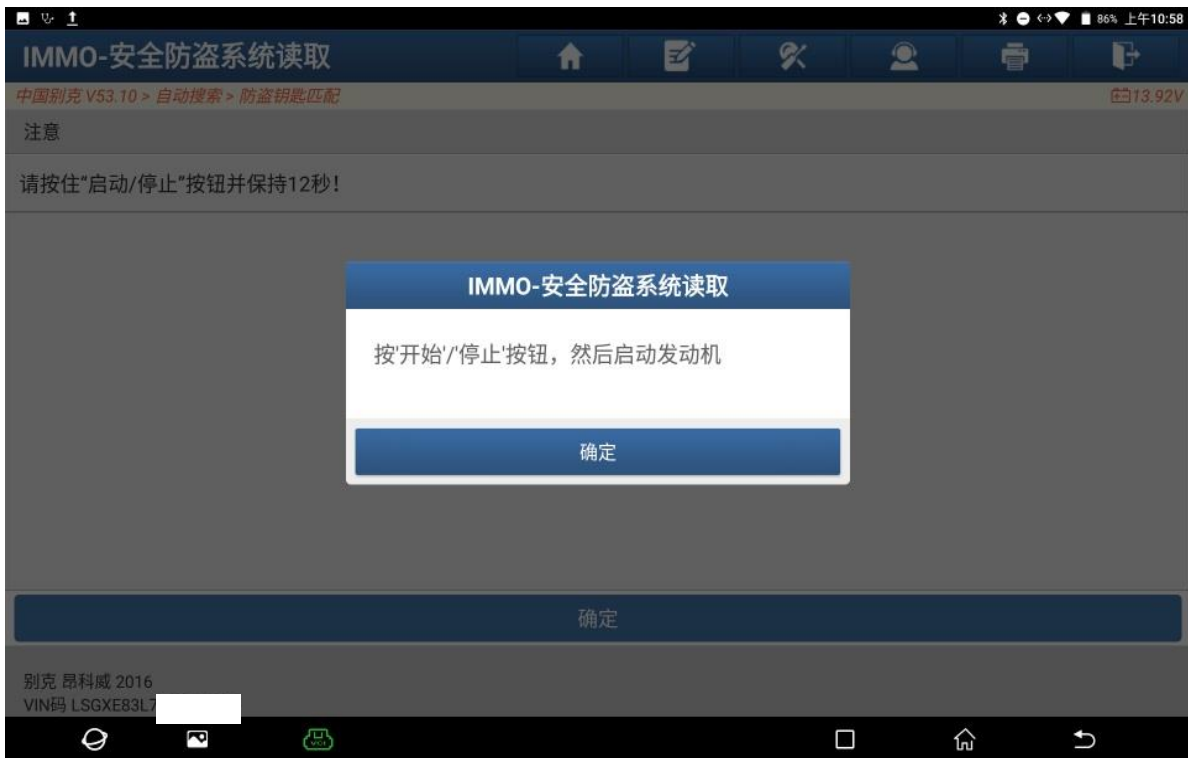 86% 上午10:58
IMMO-安全防盗系统读取
中国别克 V53.10 > 自动搜索 > 防盗钥匙匹配
13.92V
注意
请按住"启动/停止"按钮并保持12秒！
IMMO-安全防盗系统读取
按'开始'/'停止'按钮，然后启动发动机
确定
确定
别克 昂科威 2016
VIN码 LSGXE83L7
VCI